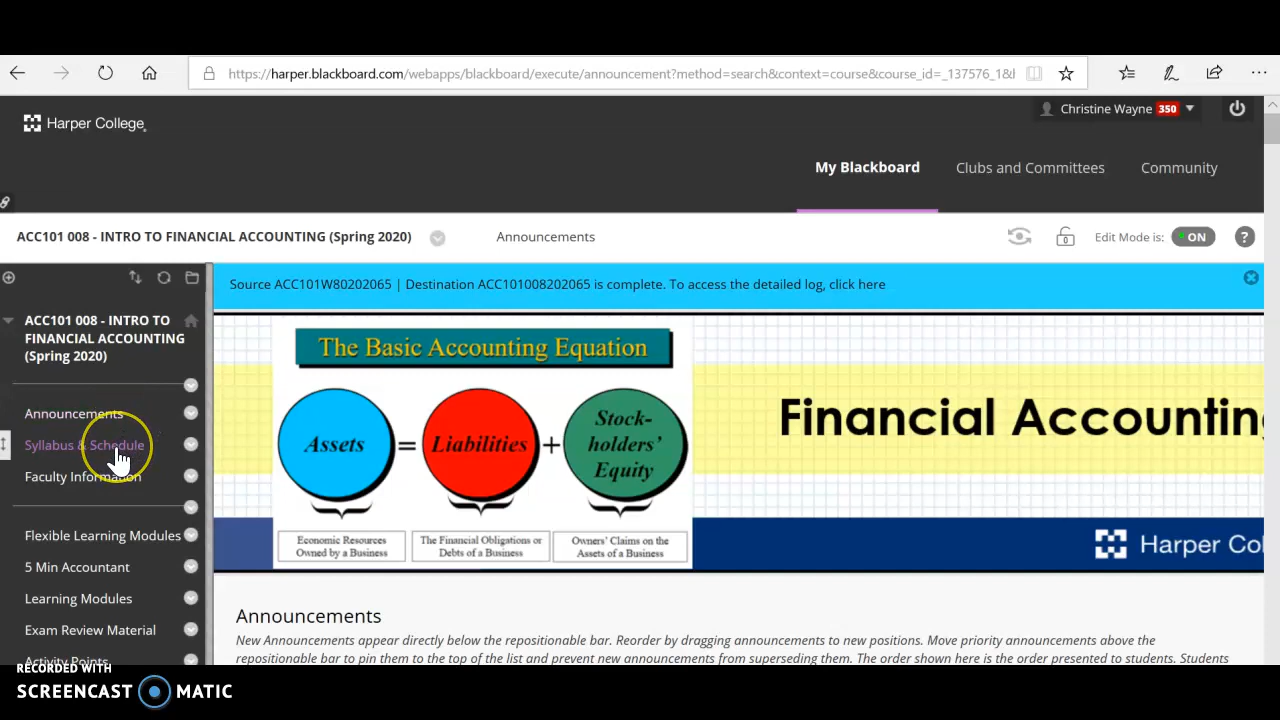 https://harper.blackboard.com/webapps/blackboard/execute/announcement?method=search&context=course&course_id=_137576_1&l
Harper College
Christine Wayne 350
My Blackboard Clubs and Committees Community
ACC101 008 - INTRO TO FINANCIAL ACCOUNTING (Spring 2020) Announcements Edit Mode is: ON ?
Source ACC101W80202065 | Destination ACC101008202065 is complete. To access the detailed log, click here
ACC101 008 - INTRO TO
FINANCIAL ACCOUNTING
(Spring 2020)
Announcements
Syllabus & Schedule
Faculty Information
Flexible Learning Modules
5 Min Accountant
Learning Modules
Exam Review Material
Activity Points
The Basic Accounting Equation
Assets = Liabilities + Stock-
holders'
Equity
Economic Resources
Owned by a Business
The Financial Obligations or
Debts of a Business
Owners' Claims on the
Assets of a Business
Financial Accounting
Harper Col
Announcements
New Announcements appear directly below the repositionable bar. Reorder by dragging announcements to new positions. Move priority announcements above the
repositionable bar to pin them to the top of the list and prevent new announcements from superseding them. The order shown here is the order presented to students. Students
RECORDED WITH
SCREENCAST MATIC